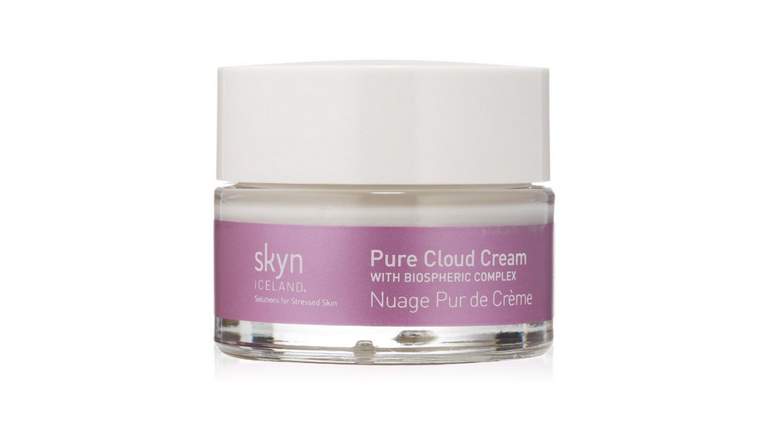 skyn
ICELAND®
Solutions for Stressed Skin
Pure Cloud Cream
WITH BIOSPHERIC COMPLEX
Nuage Pur de Crème